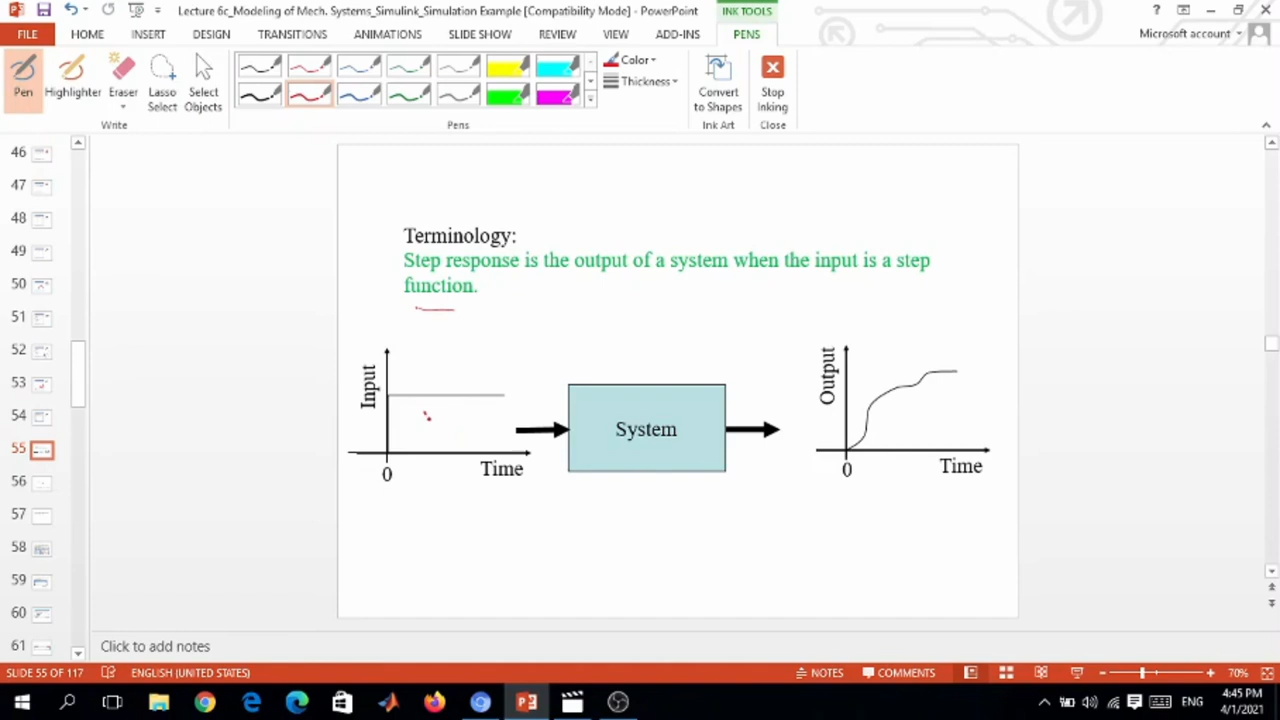 Lecture 6c_Modeling of Mech. Systems_Simulink_Simulation Example [Compatibility Mode] - PowerPoint
INK TOOLS
?
FILE
HOME
INSERT
DESIGN
TRANSITIONS
ANIMATIONS
SLIDE SHOW
REVIEW
VIEW
ADD-INS
PENS
Microsoft account
Pen
Highlighter
Eraser
Lasso
Select
Select
Objects
Color
Thickness
Convert
to Shapes
Stop
Inking
Write
Pens
Ink Art
Close
46
47
48
49
50
51
52
53
54
55
56
57
58
59
60
61
Terminology:
Step response is the output of a system when the input is a step
function.
Input
0
Time
System
Output
0
Time
Click to add notes
SLIDE 55 OF 117
ENGLISH (UNITED STATES)
NOTES
COMMENTS
70%
ENG
4:45 PM
4/1/2021